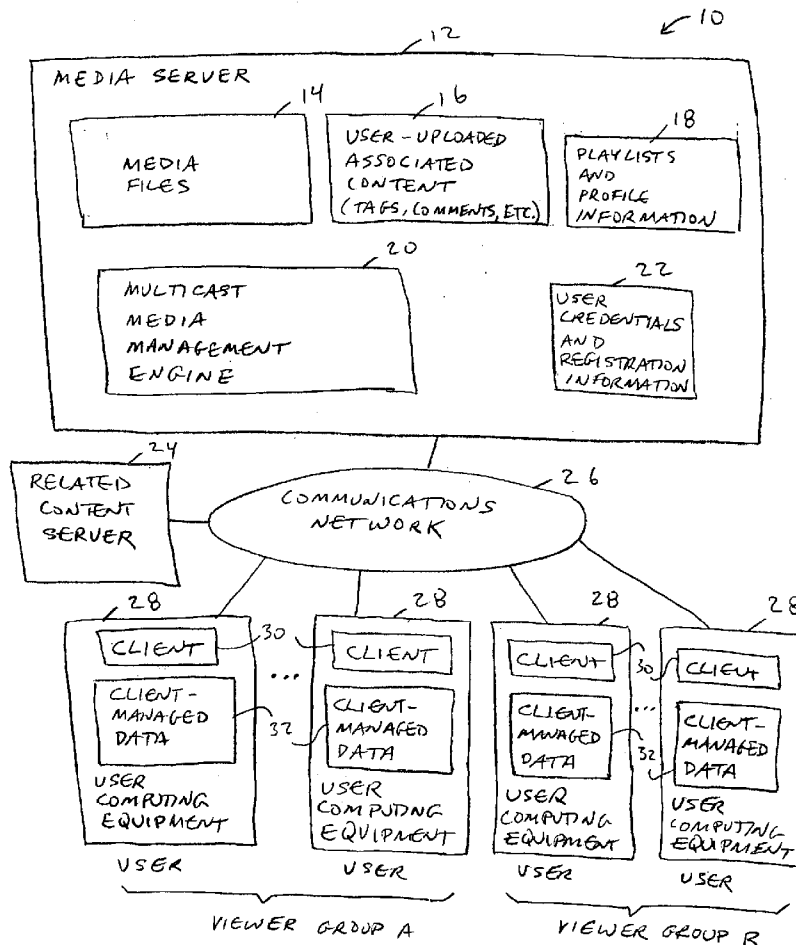 10
12
MEDIA SERVER
14
16
18
MEDIA
FILES
USER-UPLOADED
ASSOCIATED
CONTENT
(TAGS, COMMENTS, ETC.)
PLAYLISTS
AND
PROFILE
INFORMATION
20
22
MULTICAST
MEDIA
MANAGEMENT
ENGINE
USER
CREDENTIALS
AND
REGISTRATION
INFORMATION
24
26
RELATED
CONTENT
SERVER
COMMUNICATIONS
NETWORK
28
28
28
28
CLIENT
30
CLIENT
CLIENT
30
CLIENT
...
...
CLIENT-
MANAGED
DATA
32
CLIENT-
MANAGED
DATA
CLIENT-
MANAGED
DATA
32
CLIENT-
MANAGED
DATA
USER
COMPUTING
EQUIPMENT
USER
COMPUTING
EQUIPMENT
USER
COMPUTING
EQUIPMENT
USER
COMPUTING
EQUIPMENT
USER
USER
USER
USER
VIEWER GROUP A
VIEWER GROUP B